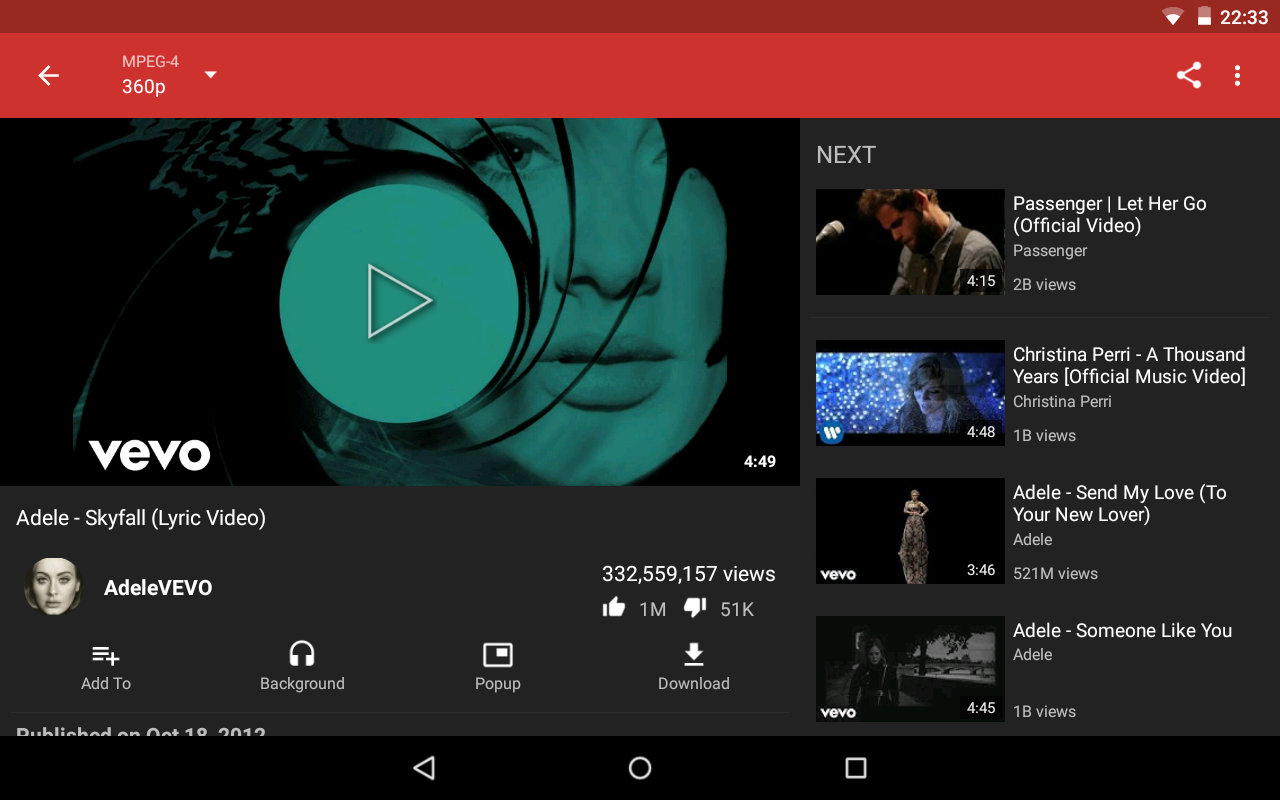 22:33
MPEG-4
360p
vevo
4:49
Adele - Skyfall (Lyric Video)
AdeleVEVO
332,559,157 views
1M 51K
Add To
Background
Popup
Download
Published on Oct 18, 2012
NEXT
4:15
Passenger | Let Her Go
(Official Video)
Passenger
2B views
4:48
Christina Perri - A Thousand
Years [Official Music Video]
Christina Perri
1B views
vevo
3:46
Adele - Send My Love (To
Your New Lover)
Adele
521M views
vevo
4:45
Adele - Someone Like You
Adele
1B views